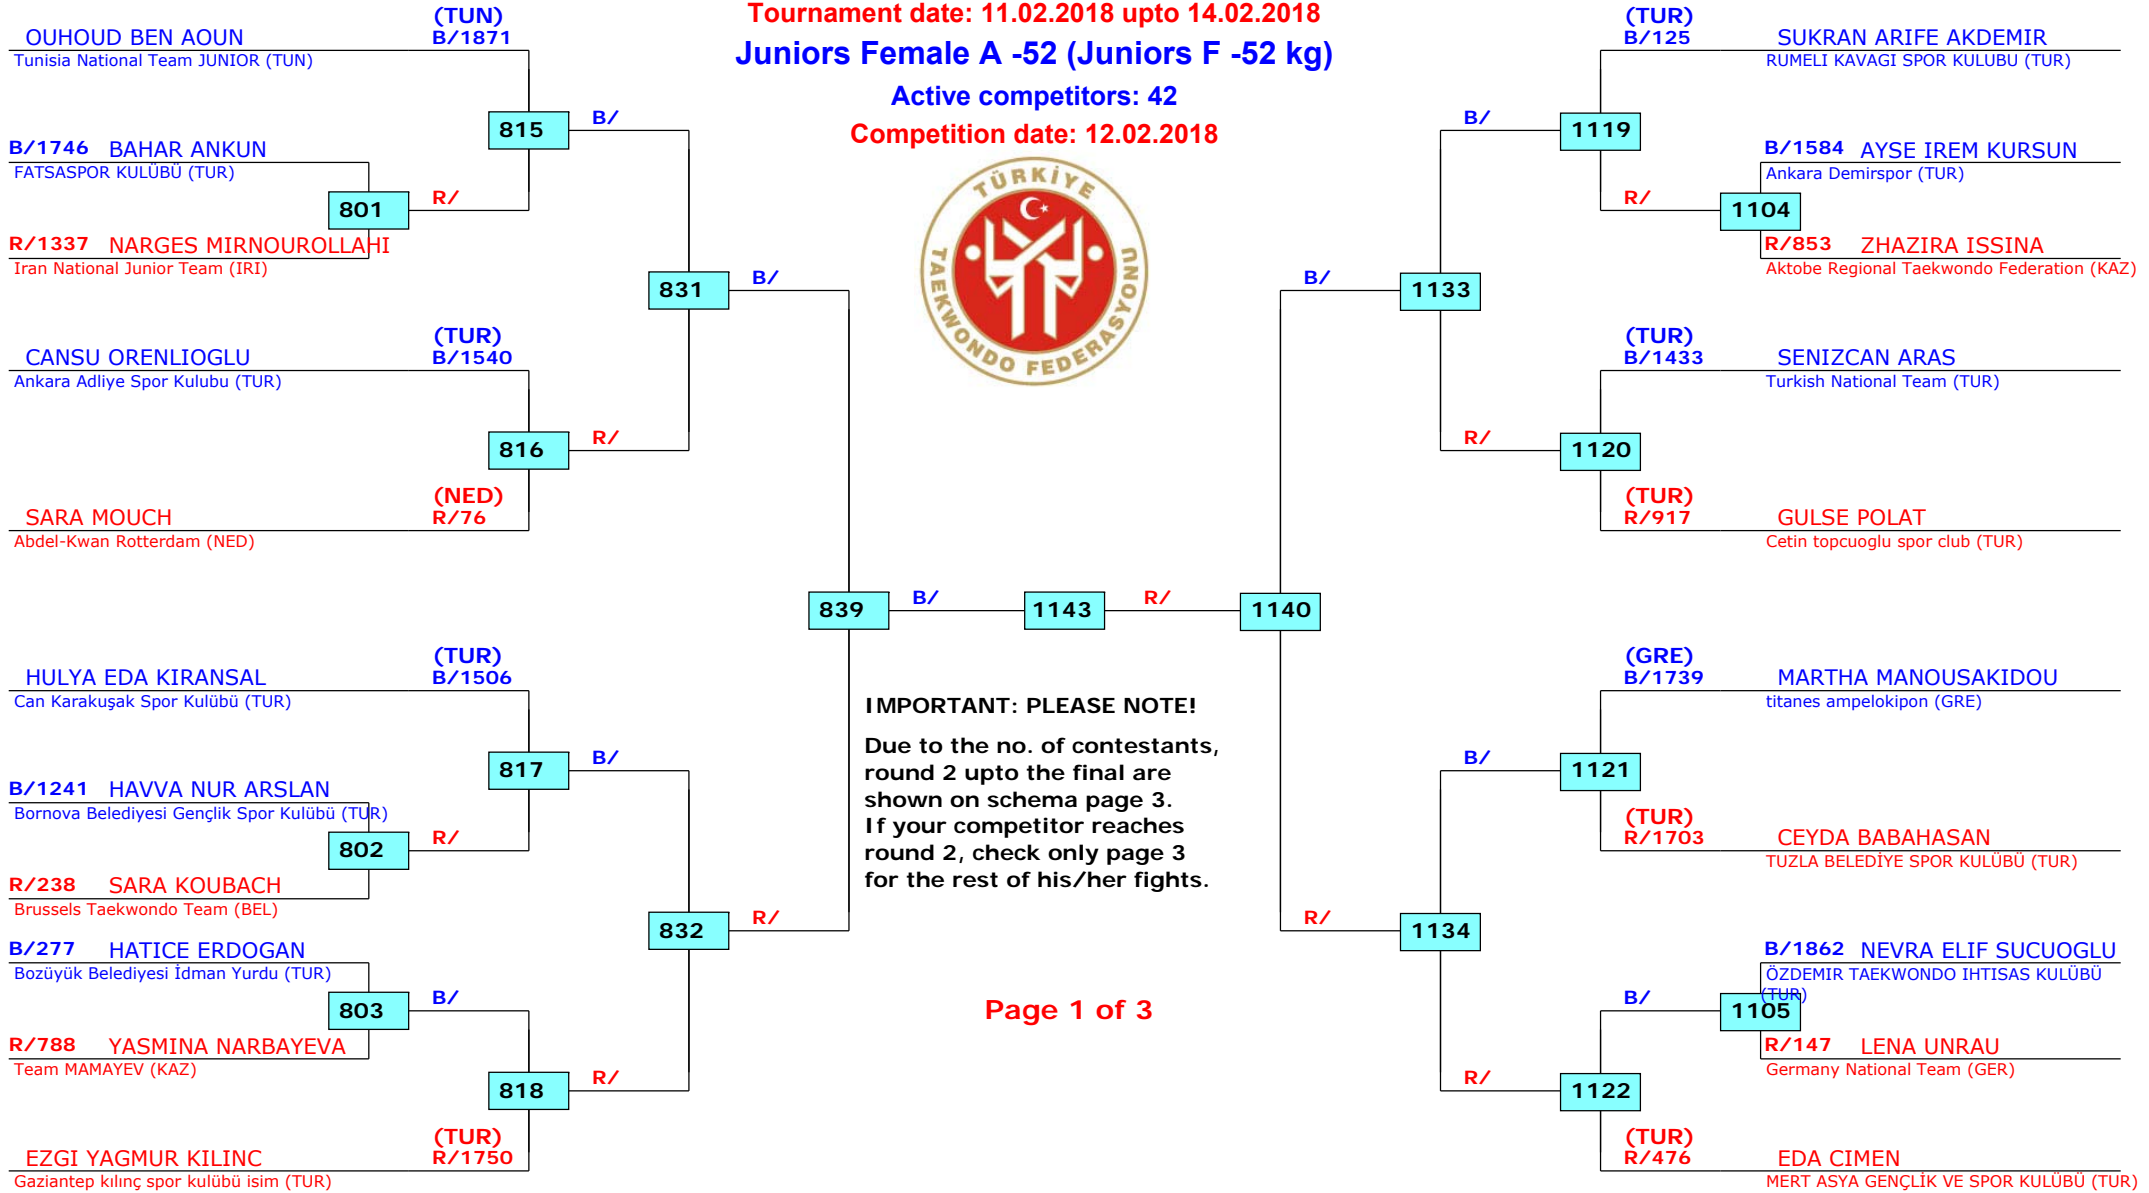 Tournament date: 11.02.2018 upto 14.02.2018
Juniors Female A -52 (Juniors F -52 kg)
Active competitors: 42
Competition date: 12.02.2018
TÜRKİYE
TAEKWONDO FEDERASYONU
(TUN)
OUHOUD BEN AOUN B/1871
Tunisia National Team JUNIOR (TUN)
815 B/
B/1746 BAHAR ANKUN
FATSASPOR KULÜBÜ (TUR)
801 R/
R/1337 NARGES MIRNOUROLLAHI
Iran National Junior Team (IRI)
831 B/
(TUR)
CANSU ORENLIOGLU B/1540
Ankara Adliye Spor Kulubu (TUR)
816 R/
(NED)
SARA MOUCH R/76
Abdel-Kwan Rotterdam (NED)
839 B/ 1143 R/ 1140
(TUR)
HULYA EDA KIRANSAL B/1506
Can Karakuşak Spor Kulübü (TUR)
817 B/
B/1241 HAVVA NUR ARSLAN
Bornova Belediyesi Gençlik Spor Kulübü (TUR)
802 R/
R/238 SARA KOUBACH
Brussels Taekwondo Team (BEL)
832 R/
B/277 HATICE ERDOGAN
Bozüyük Belediyesi İdman Yurdu (TUR)
803 B/
R/788 YASMINA NARBAYEVA
Team MAMAYEV (KAZ)
818 R/
(TUR)
EZGI YAGMUR KILINC R/1750
Gaziantep kılınç spor kulübü isim (TUR)
IMPORTANT: PLEASE NOTE!
Due to the no. of contestants,
round 2 upto the final are
shown on schema page 3.
If your competitor reaches
round 2, check only page 3
for the rest of his/her fights.
Page 1 of 3
(TUR)
B/125 SUKRAN ARIFE AKDEMIR
RUMELI KAVAGI SPOR KULUBU (TUR)
B/ 1119
B/1584 AYSE IREM KURSUN
Ankara Demirspor (TUR)
R/ 1104
R/853 ZHAZIRA ISSINA
Aktobe Regional Taekwondo Federation (KAZ)
B/ 1133
(TUR)
B/1433 SENIZCAN ARAS
Turkish National Team (TUR)
R/ 1120
(TUR)
R/917 GULSE POLAT
Cetin topcuoglu spor club (TUR)
(GRE)
B/1739 MARTHA MANOUSAKIDOU
titanes ampelokipon (GRE)
B/ 1121
(TUR)
R/1703 CEYDA BABAHASAN
TUZLA BELEDİYE SPOR KULÜBÜ (TUR)
R/ 1134
B/1862 NEVRA ELIF SUCUOGLU
ÖZDEMIR TAEKWONDO IHTISAS KULÜBÜ
(TUR)
B/ 1105
R/147 LENA UNRAU
Germany National Team (GER)
R/ 1122
(TUR)
R/476 EDA CIMEN
MERT ASYA GENÇLİK VE SPOR KULÜBÜ (TUR)